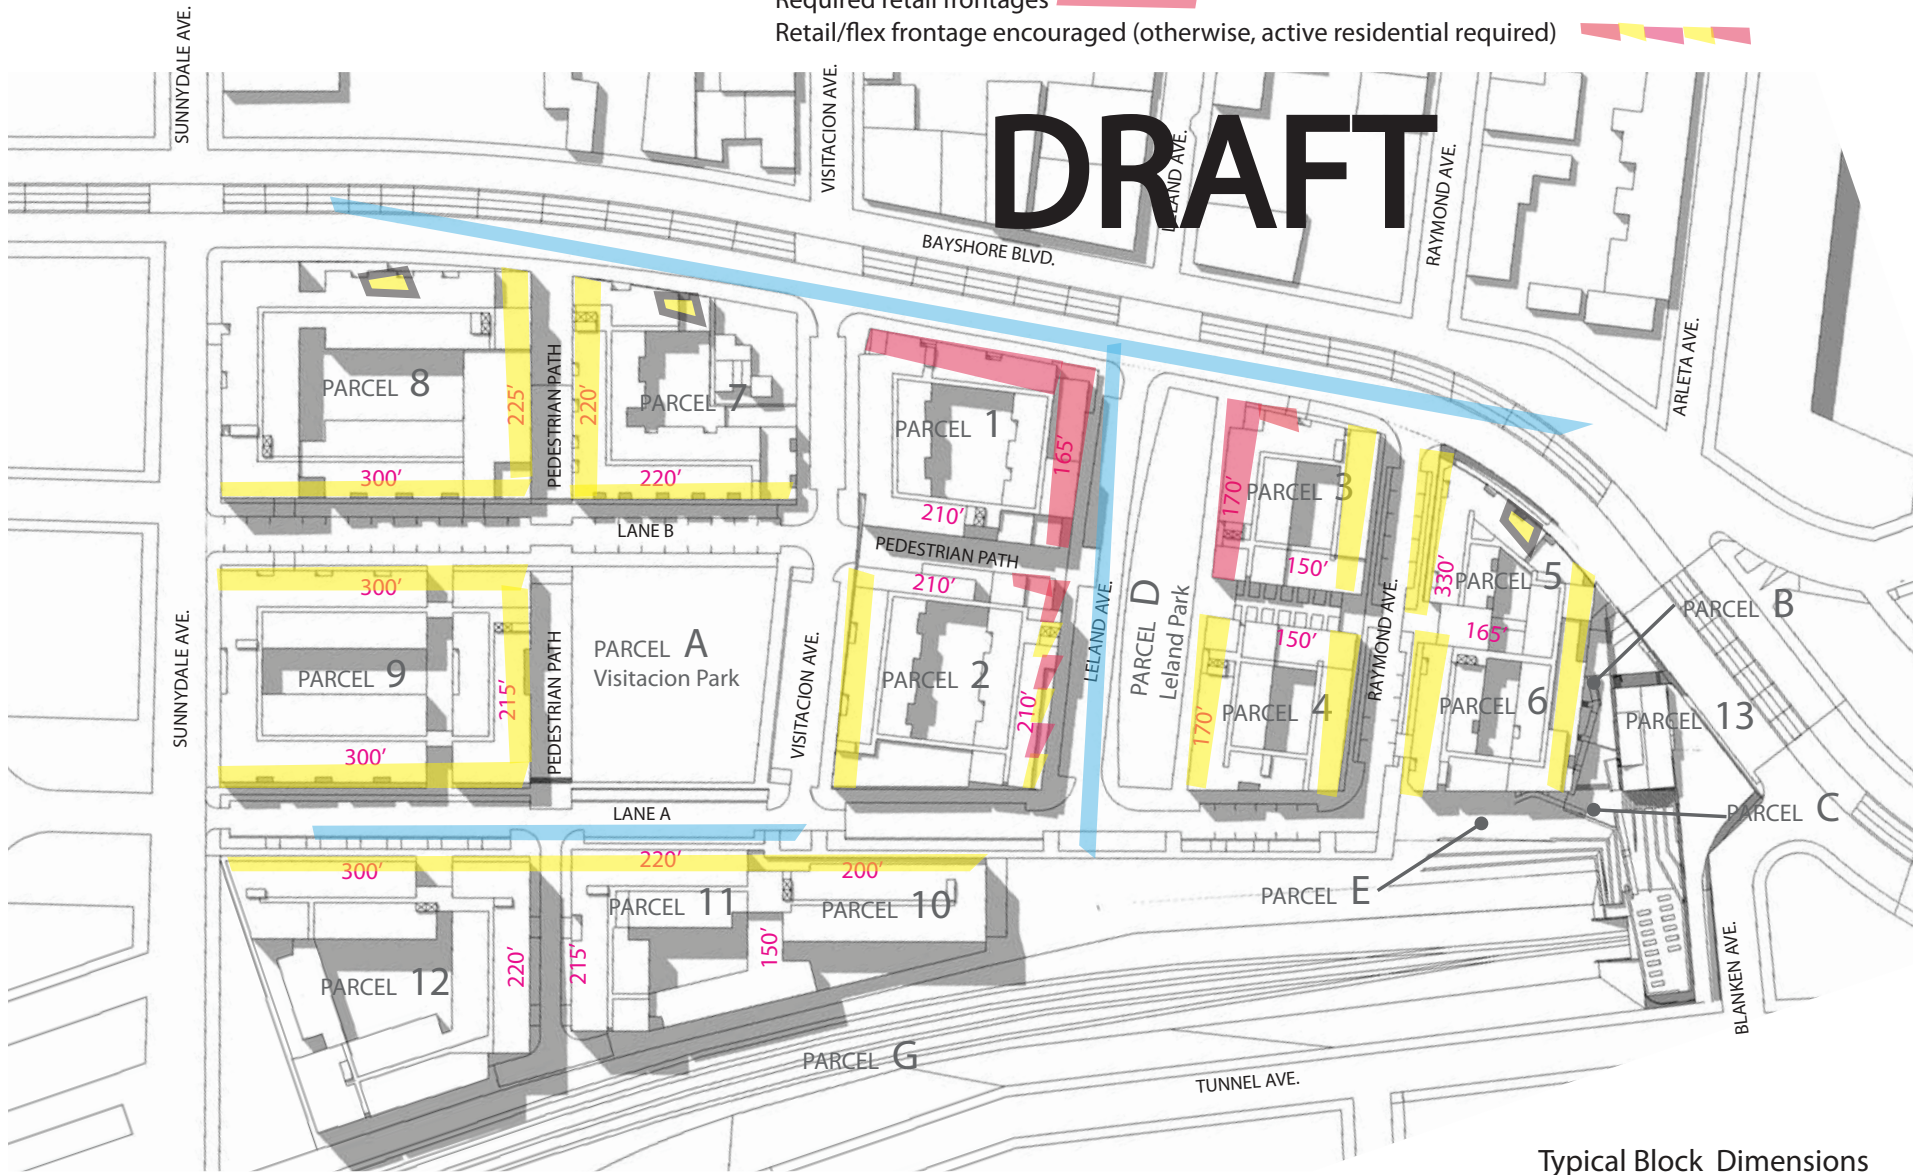 Required retail frontages
Retail/flex frontage encouraged (otherwise, active residential required)
SUNNYDALE AVE.
VISITACION AVE.
DRAFT
LELAND AVE.
RAYMOND AVE.
ARLETA AVE.
BAYSHORE BLVD.
PARCEL 8
225'
PEDESTRIAN PATH
220'
PARCEL 7
300'
220'
PARCEL 1
165'
210'
PEDESTRIAN PATH
170'
PARCEL 3
150'
330'
PARCEL 5
PARCEL B
LANE B
300'
PARCEL 9
215'
300'
SUNNYDALE AVE.
PEDESTRIAN PATH
PARCEL A
Visitacion Park
VISITACION AVE.
210'
PARCEL 2
210'
LELAND AVE.
PARCEL D
Leland Park
150'
170'
PARCEL 4
RAYMOND AVE.
165'
PARCEL 6
PARCEL 13
PARCEL C
LANE A
300'
220'
200'
PARCEL 11
PARCEL 10
PARCEL E
PARCEL 12
220'
215'
150'
PARCEL G
TUNNEL AVE.
BLANKEN AVE.
Typical Block Dimensions